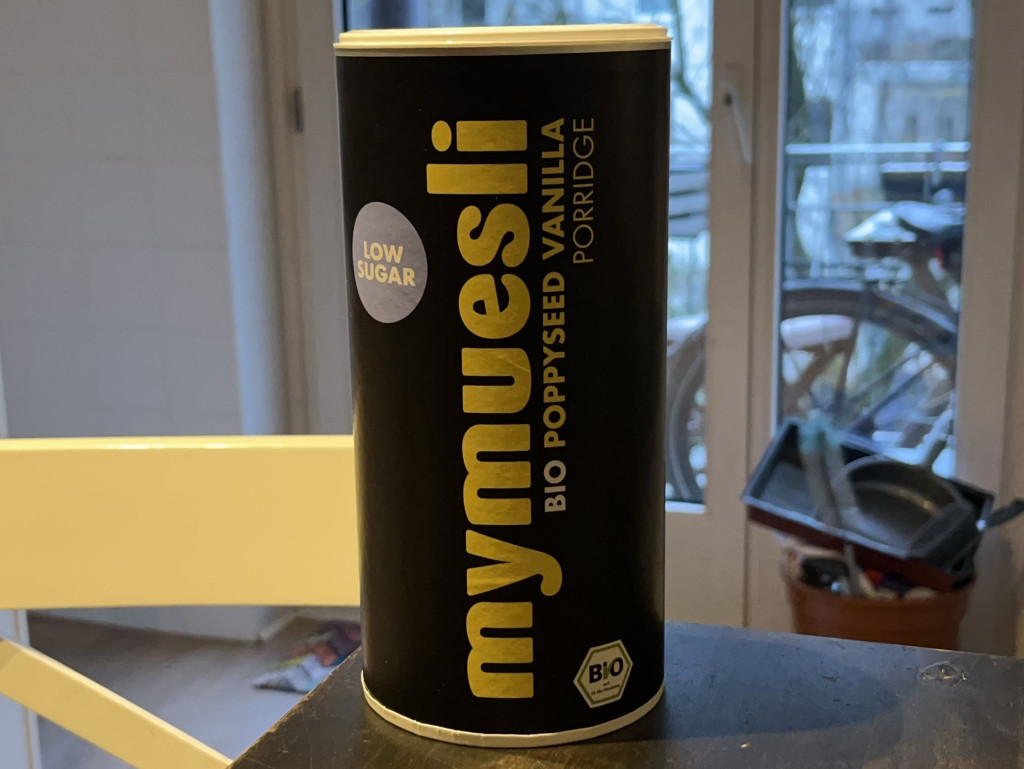 mymuesli
BIO POPPYSEED VANILLA
PORRIDGE
LOW
SUGAR
BIO